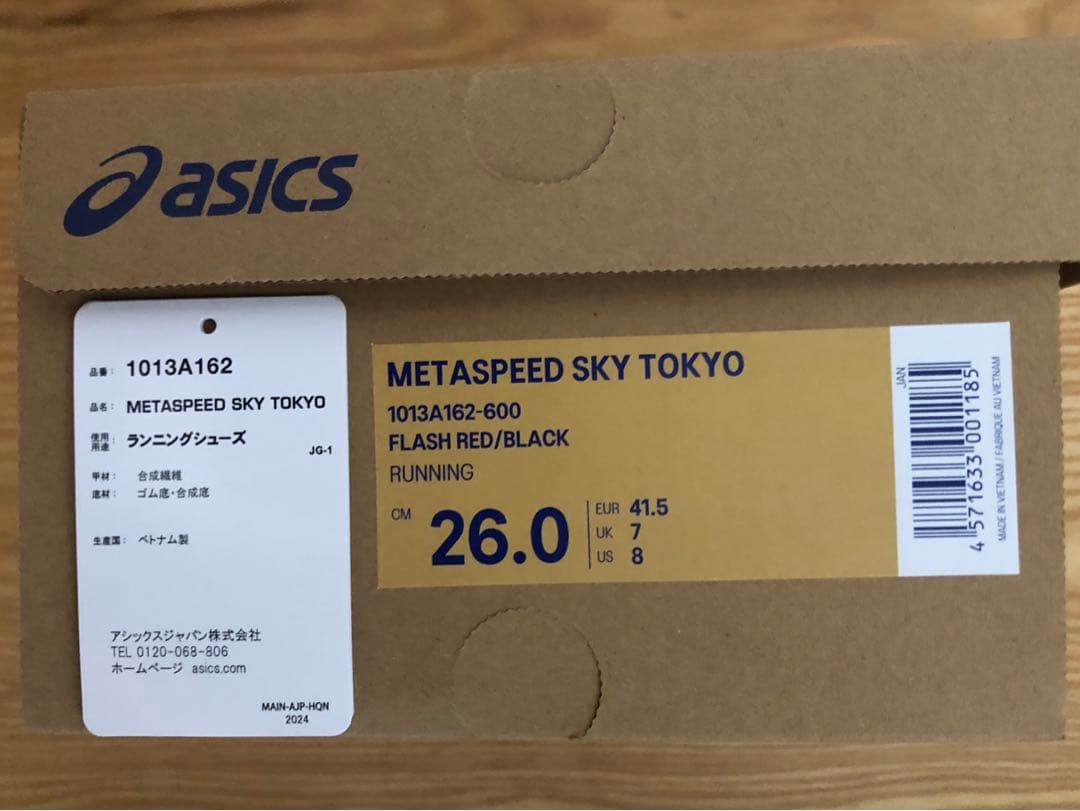 asics
品番: 1013A162
品名: METASPEED SKY TOKYO
使用用途: ランニングシューズ
JG-1
甲材: 合成繊維
底材: ゴム底・合成底
生産国: ベトナム製
アシックスジャパン株式会社
TEL 0120-068-806
ホームページ asics.com
MAIN-AJP-HQN
2024
METASPEED SKY TOKYO
1013A162-600
FLASH RED/BLACK
RUNNING
CM 26.0
EUR 41.5
UK 7
US 8
JAN
4 571633 001185
MADE IN VIETNAM / FABRIQUE AU VIETNAM